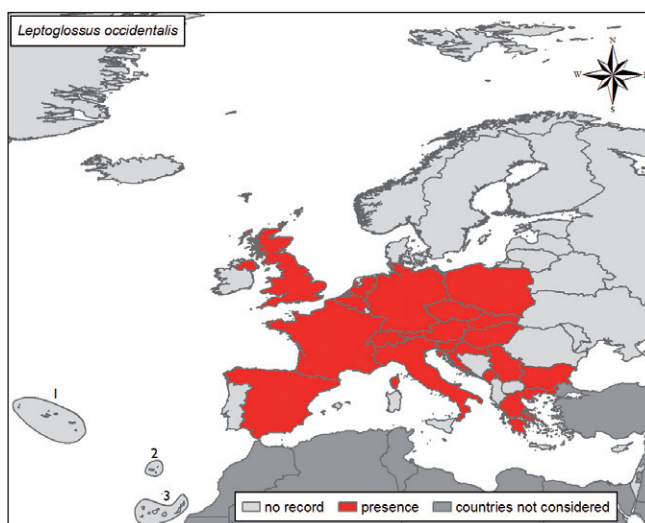 Leptoglossus occidentalis
N
W E
S
1
2
3
no record presence countries not considered